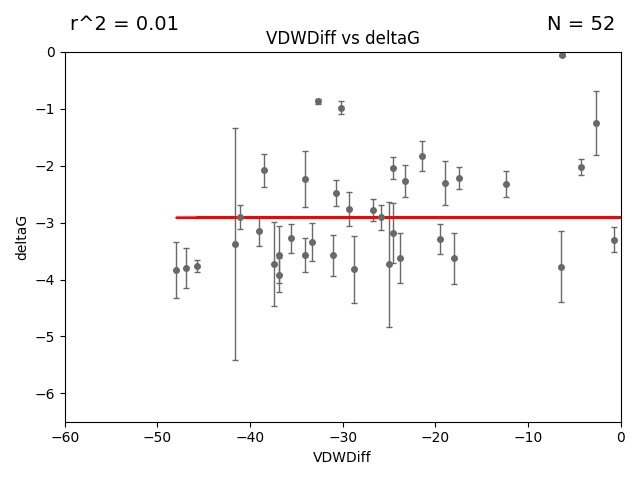 r^2 = 0.01
N = 52
VDWDiff vs deltaG
0
−1
−2
−3
−4
−5
−6
deltaG
−60 −50 −40 −30 −20 −10 0
VDWDiff